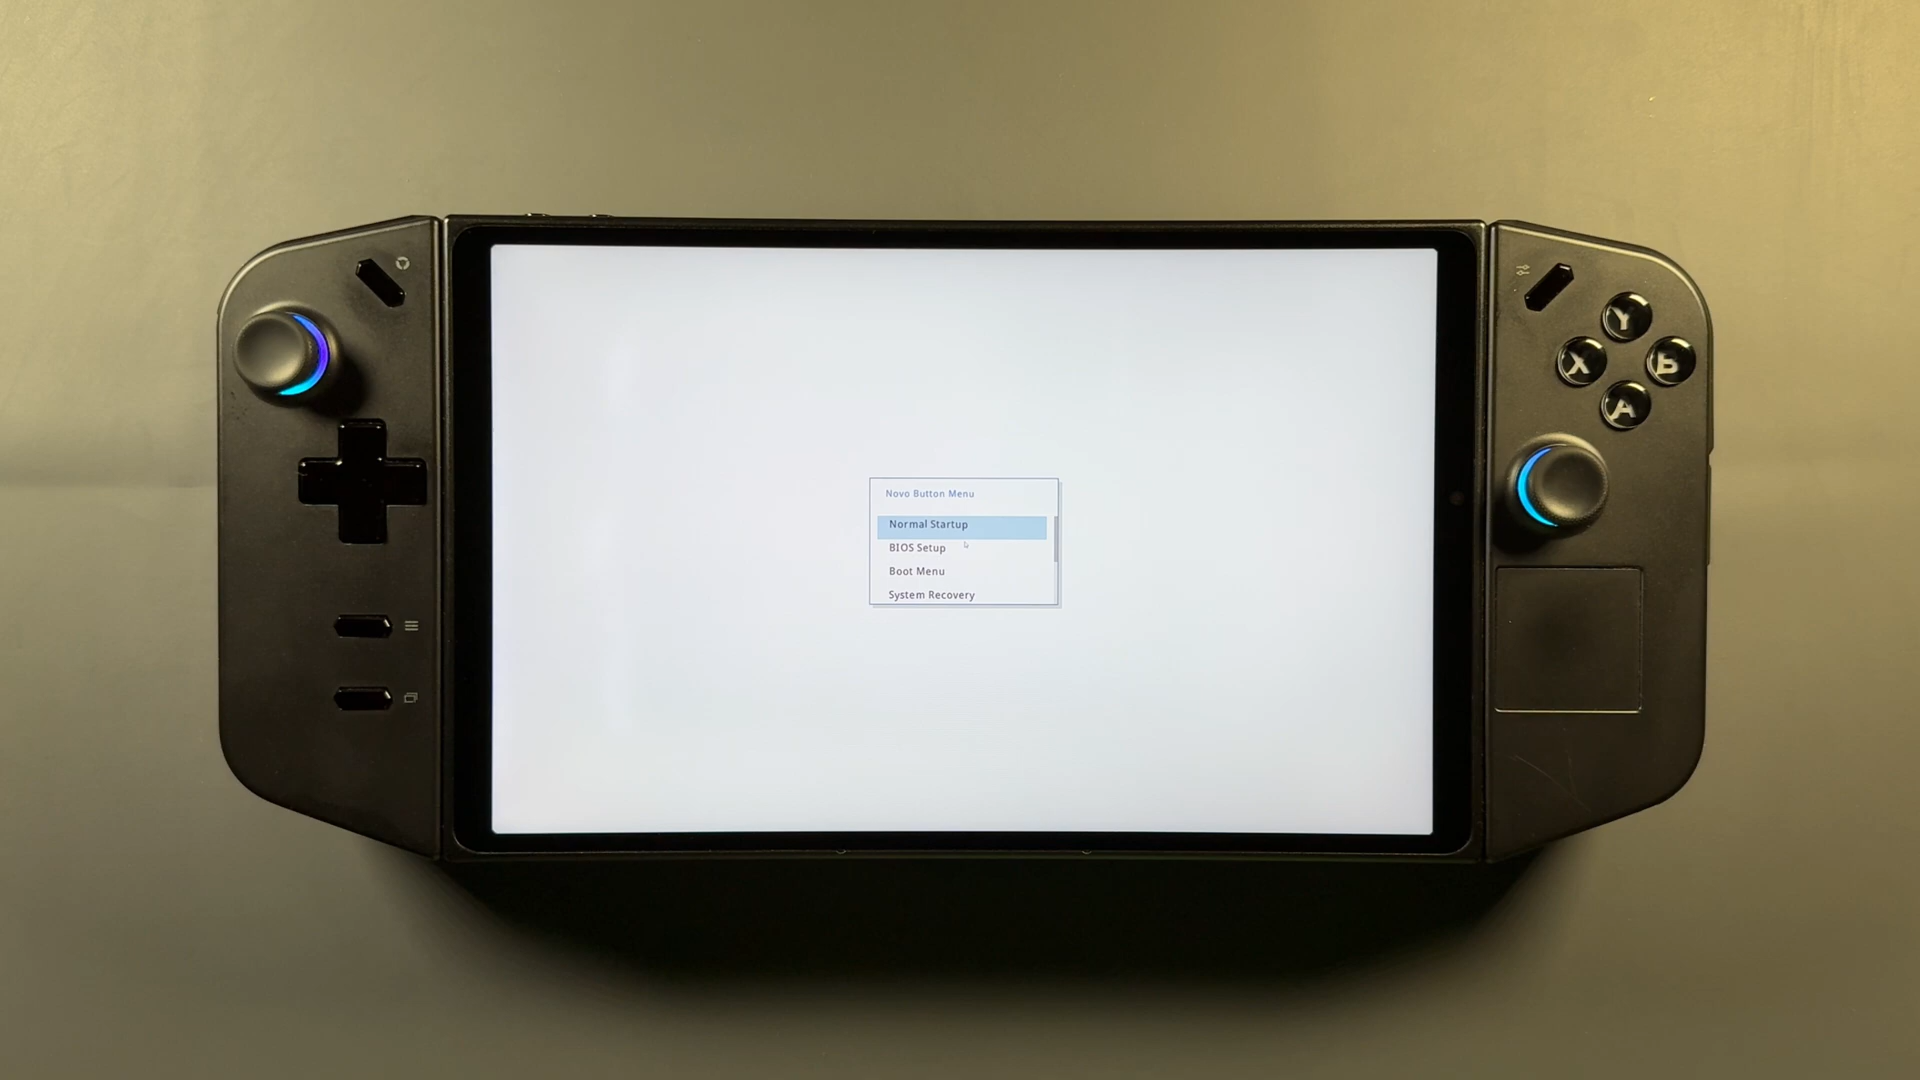 Novo Button Menu
Normal Startup
BIOS Setup
Boot Menu
System Recovery
Y
X
B
A